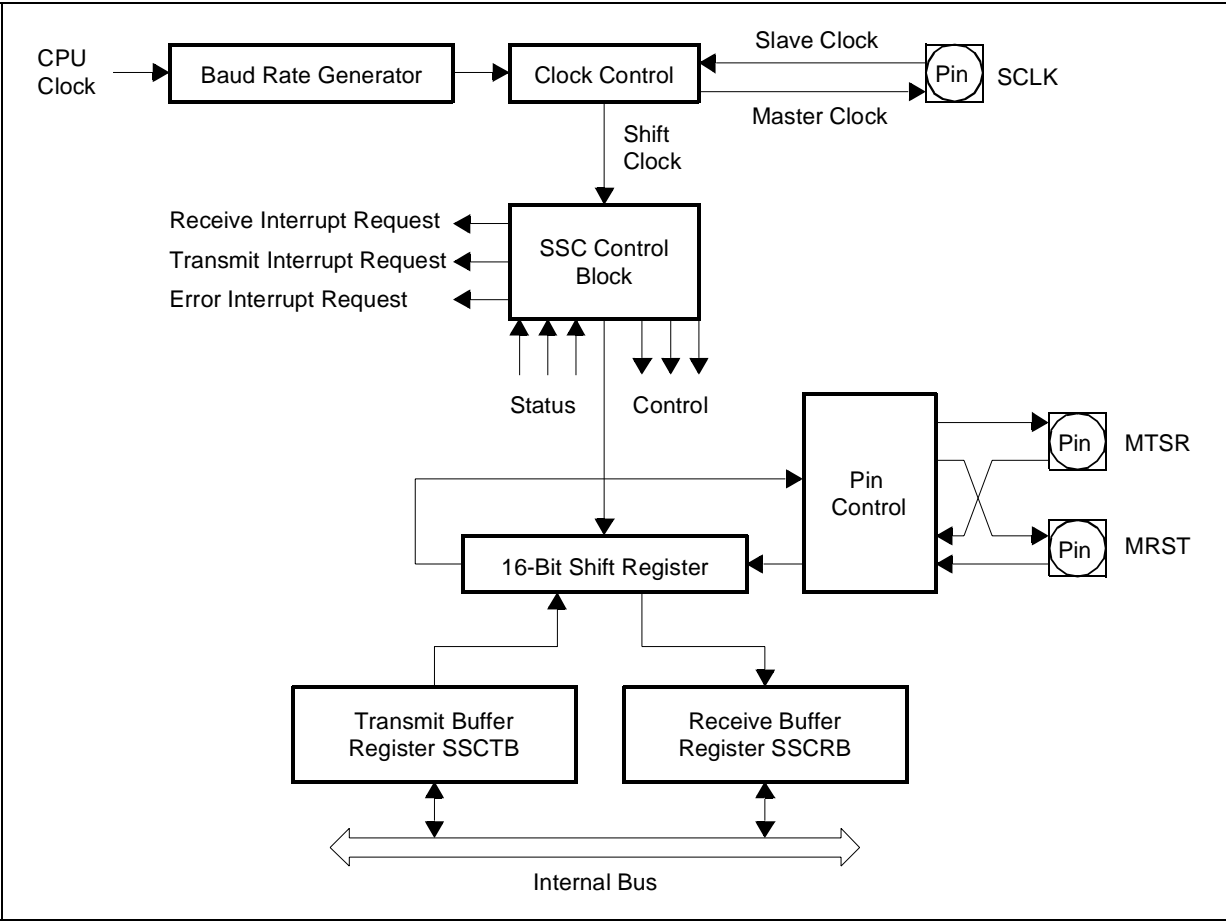 CPU
Clock
Baud Rate Generator
Clock Control
Slave Clock
Pin
SCLK
Master Clock
Shift
Clock
Receive Interrupt Request
Transmit Interrupt Request
Error Interrupt Request
SSC Control
Block
Status
Control
Pin
Control
Pin
MTSR
Pin
MRST
16-Bit Shift Register
Transmit Buffer
Register SSCTB
Receive Buffer
Register SSCRB
Internal Bus